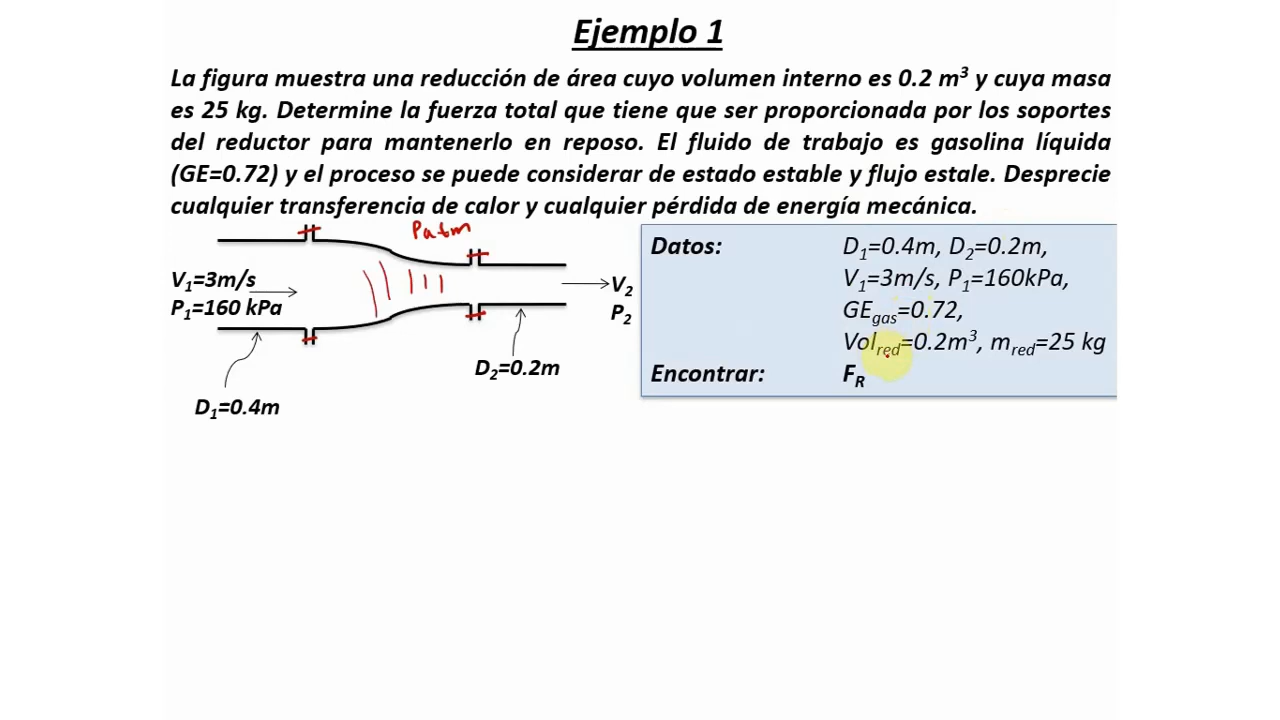 Ejemplo 1
La figura muestra una reducción de área cuyo volumen interno es 0.2 m³ y cuya masa
es 25 kg. Determine la fuerza total que tiene que ser proporcionada por los soportes
del reductor para mantenerlo en reposo. El fluido de trabajo es gasolina líquida
(GE=0.72) y el proceso se puede considerar de estado estable y flujo estale. Desprecie
cualquier transferencia de calor y cualquier pérdida de energía mecánica.
Patm
V₁=3m/s
P₁=160 kPa
V₂
P₂
D₂=0.2m
D₁=0.4m
Datos: D₁=0.4m, D₂=0.2m,
V₁=3m/s, P₁=160kPa,
GEgas=0.72,
Volred=0.2m³, mred=25 kg
Encontrar: FR